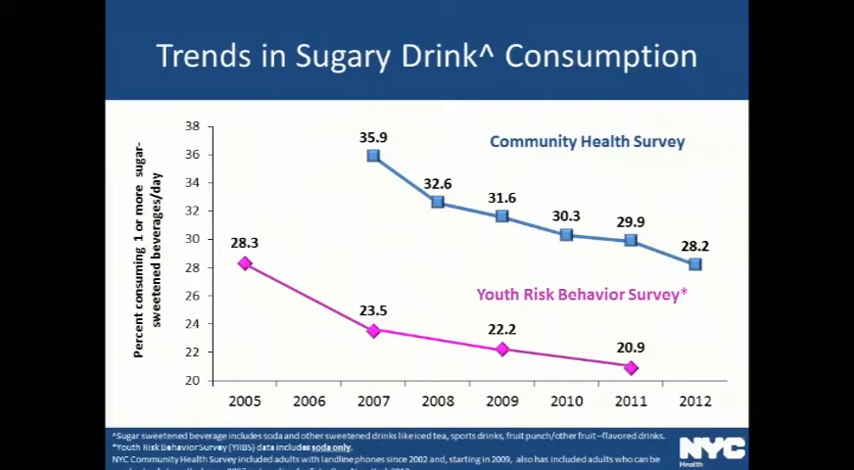 Trends in Sugary Drink^ Consumption
Percent consuming 1 or more sugar-
sweetened beverages/day
38
36
34
32
30
28
26
24
22
20
Community Health Survey
35.9
32.6
31.6
30.3
29.9
28.2
Youth Risk Behavior Survey*
28.3
23.5
22.2
20.9
2005 2006 2007 2008 2009 2010 2011 2012
^Sugar sweetened beverage includes soda and other sweetened drinks like iced tea, sports drinks, fruit punch/other fruit–flavored drinks.
*Youth Risk Behavior Survey (YRBS) data includes soda only.
NYC Community Health Survey included adults with landline phones since 2002 and, starting in 2009, also has included adults who can be
NYC
Health